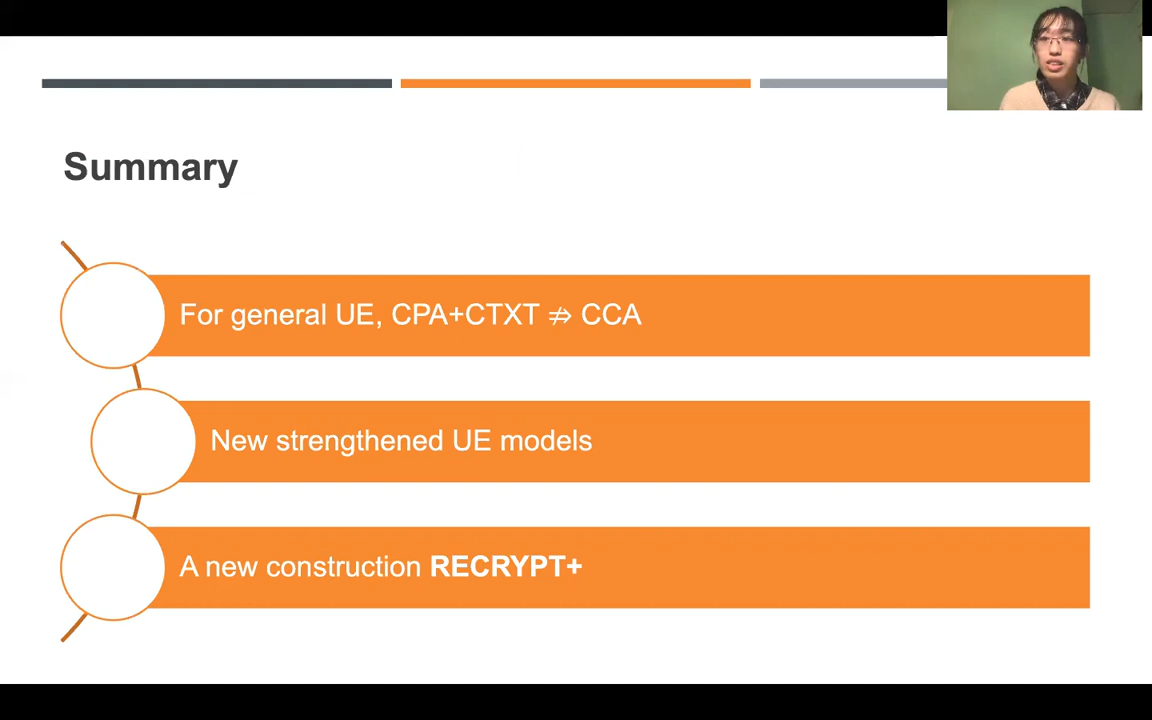 Summary
For general UE, CPA+CTXT ⇏ CCA
New strengthened UE models
A new construction RECRYPT+